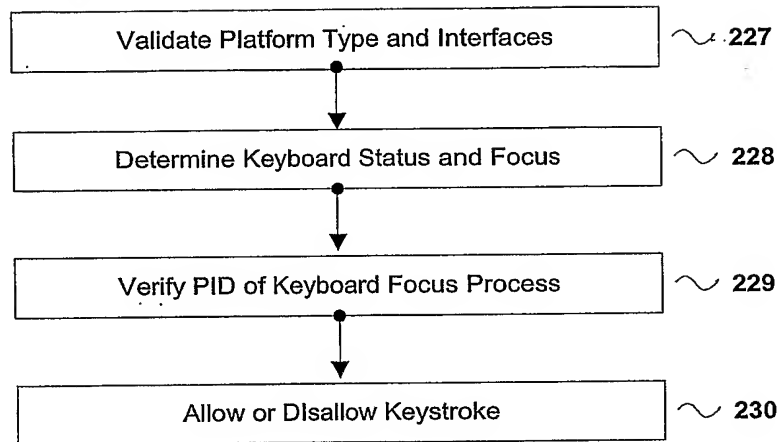 Validate Platform Type and Interfaces 227
Determine Keyboard Status and Focus 228
Verify PID of Keyboard Focus Process 229
Allow or Disallow Keystroke 230